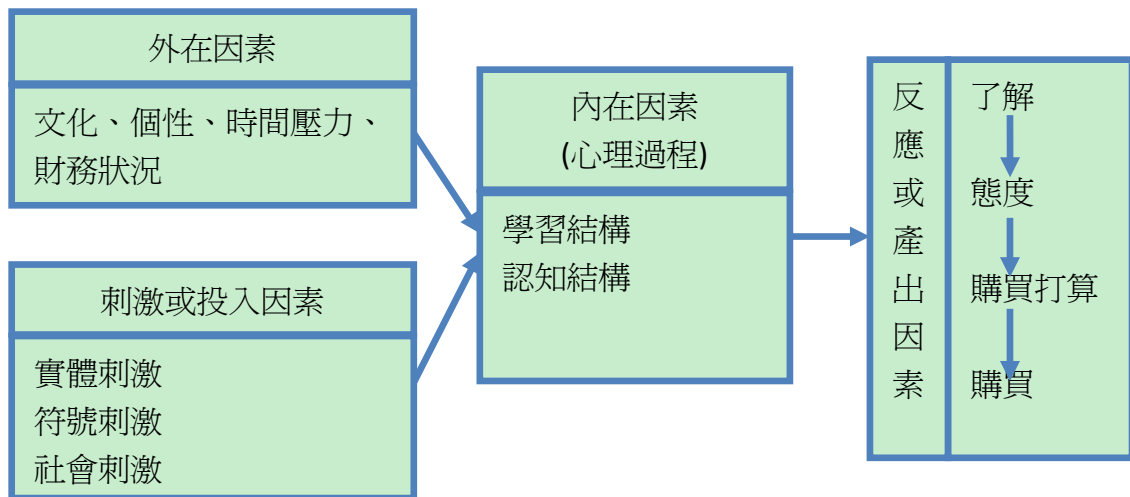 外在因素
文化、個性、時間壓力、
財務狀況
刺激或投入因素
實體刺激
符號刺激
社會刺激
內在因素
(心理過程)
學習結構
認知結構
反應或產出因素
了解
態度
購買打算
購買